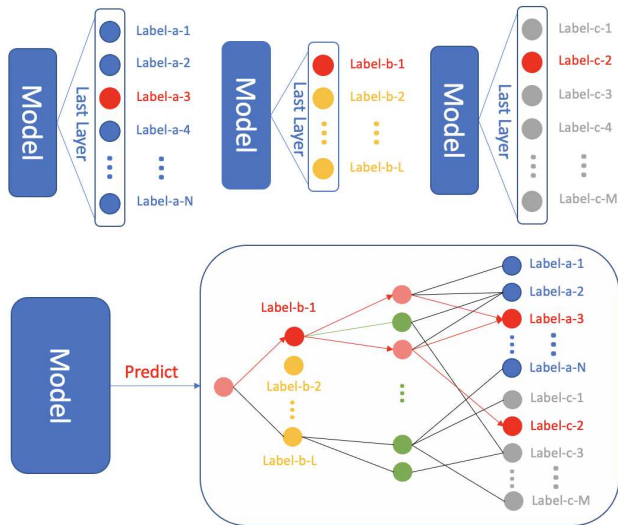 Model
Last Layer
Label-a-1
Label-a-2
Label-a-3
Label-a-4
Label-a-N
Model
Last Layer
Label-b-1
Label-b-2
Label-b-L
Model
Last Layer
Label-c-1
Label-c-2
Label-c-3
Label-c-4
Label-c-M
Model
Predict
Label-b-1
Label-b-2
Label-b-L
Label-a-1
Label-a-2
Label-a-3
Label-a-N
Label-c-1
Label-c-2
Label-c-3
Label-c-M